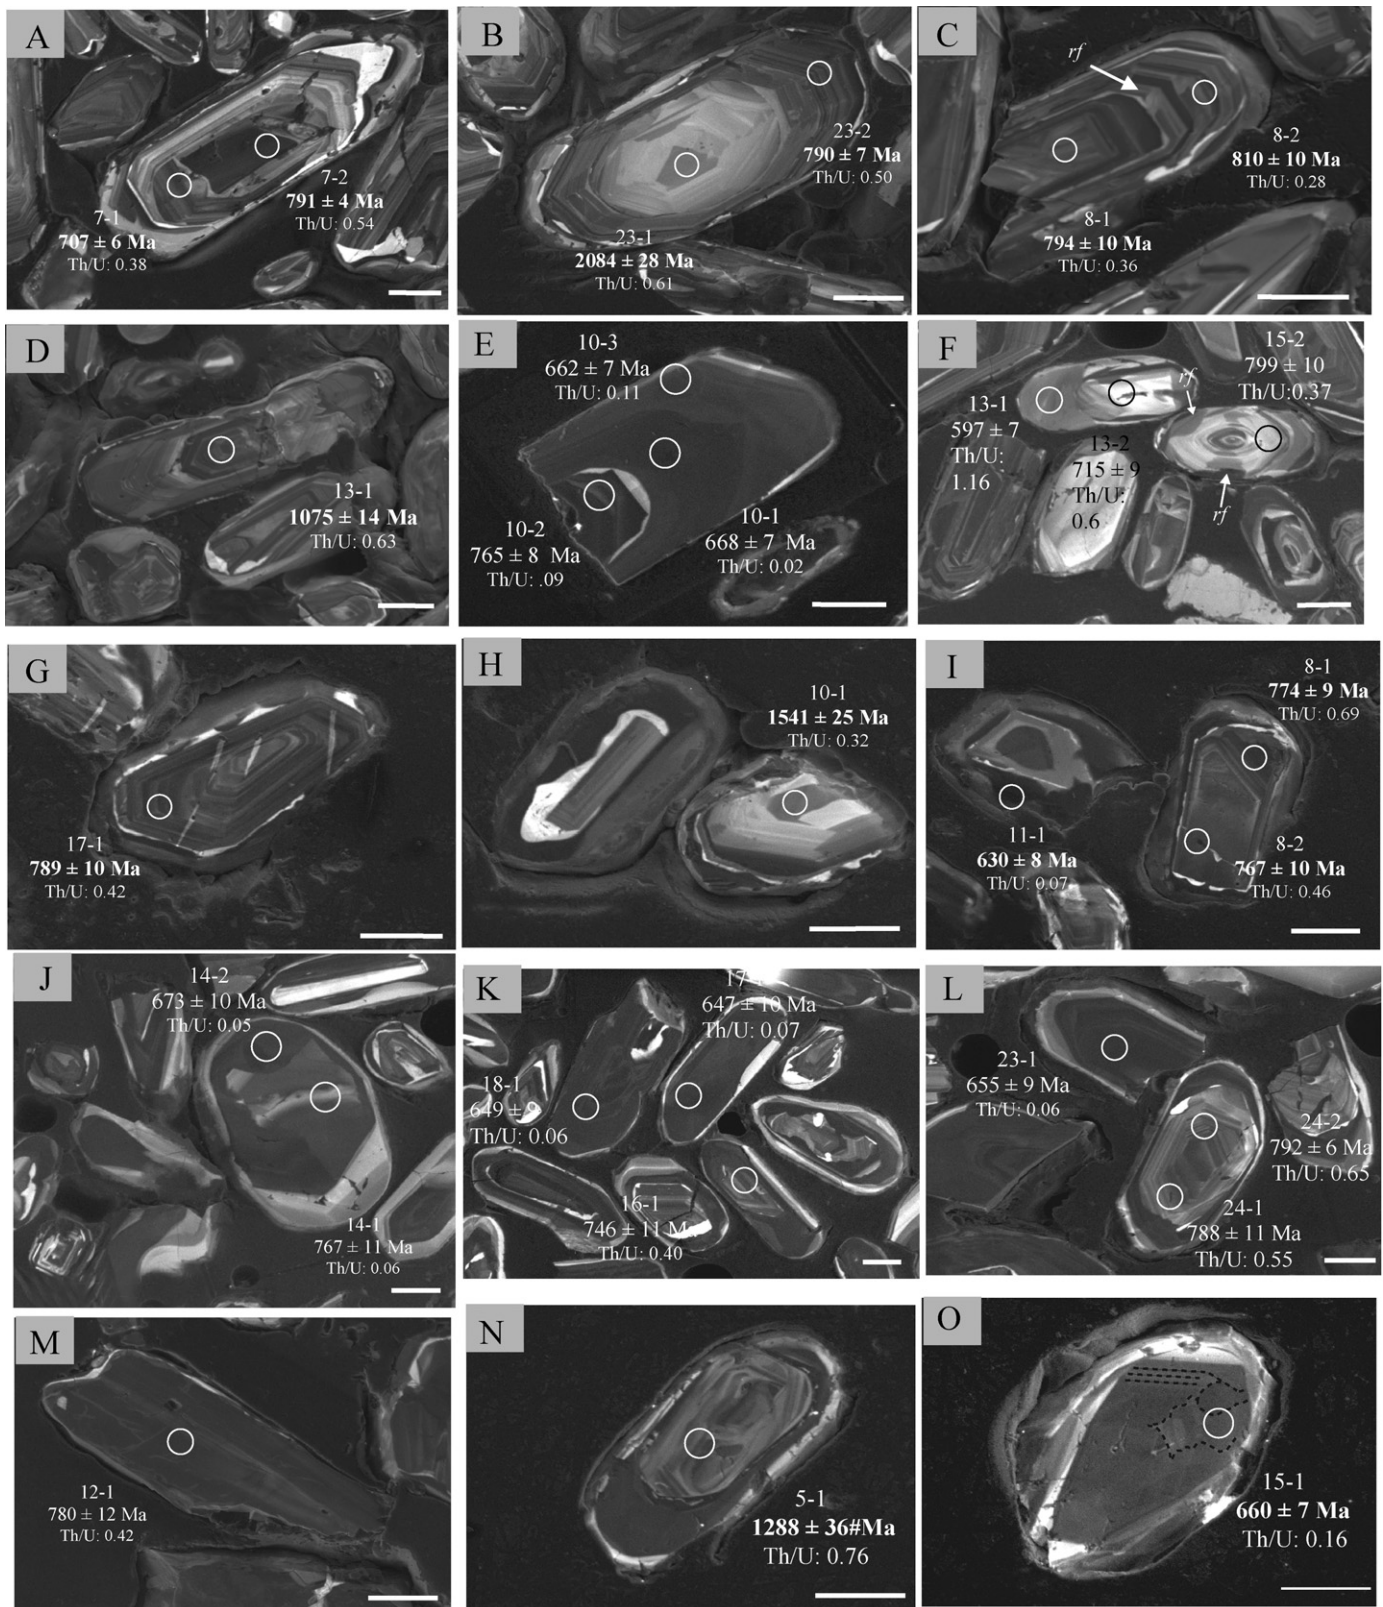 A
7-1
707 ± 6 Ma
Th/U: 0.38
7-2
791 ± 4 Ma
Th/U: 0.54
B
23-2
790 ± 7 Ma
Th/U: 0.50
23-1
2084 ± 28 Ma
Th/U: 0.61
C
rf
8-2
810 ± 10 Ma
Th/U: 0.28
8-1
794 ± 10 Ma
Th/U: 0.36
D
13-1
1075 ± 14 Ma
Th/U: 0.63
E
10-3
662 ± 7 Ma
Th/U: 0.11
10-2
765 ± 8 Ma
Th/U: .09
10-1
668 ± 7 Ma
Th/U: 0.02
F
15-2
799 ± 10
Th/U:0.37
rf
13-1
597 ± 7
Th/U:
1.16
13-2
715 ± 9
Th/U:
0.6
rf
G
17-1
789 ± 10 Ma
Th/U: 0.42
H
10-1
1541 ± 25 Ma
Th/U: 0.32
I
8-1
774 ± 9 Ma
Th/U: 0.69
11-1
630 ± 8 Ma
Th/U: 0.07
8-2
767 ± 10 Ma
Th/U: 0.46
J
14-2
673 ± 10 Ma
Th/U: 0.05
14-1
767 ± 11 Ma
Th/U: 0.06
K
647 ± 10 Ma
Th/U: 0.07
18-1
649 ± 9
Th/U: 0.06
16-1
746 ± 11 Ma
Th/U: 0.40
L
23-1
655 ± 9 Ma
Th/U: 0.06
24-2
792 ± 6 Ma
Th/U: 0.65
24-1
788 ± 11 Ma
Th/U: 0.55
M
12-1
780 ± 12 Ma
Th/U: 0.42
N
5-1
1288 ± 36#Ma
Th/U: 0.76
O
15-1
660 ± 7 Ma
Th/U: 0.16